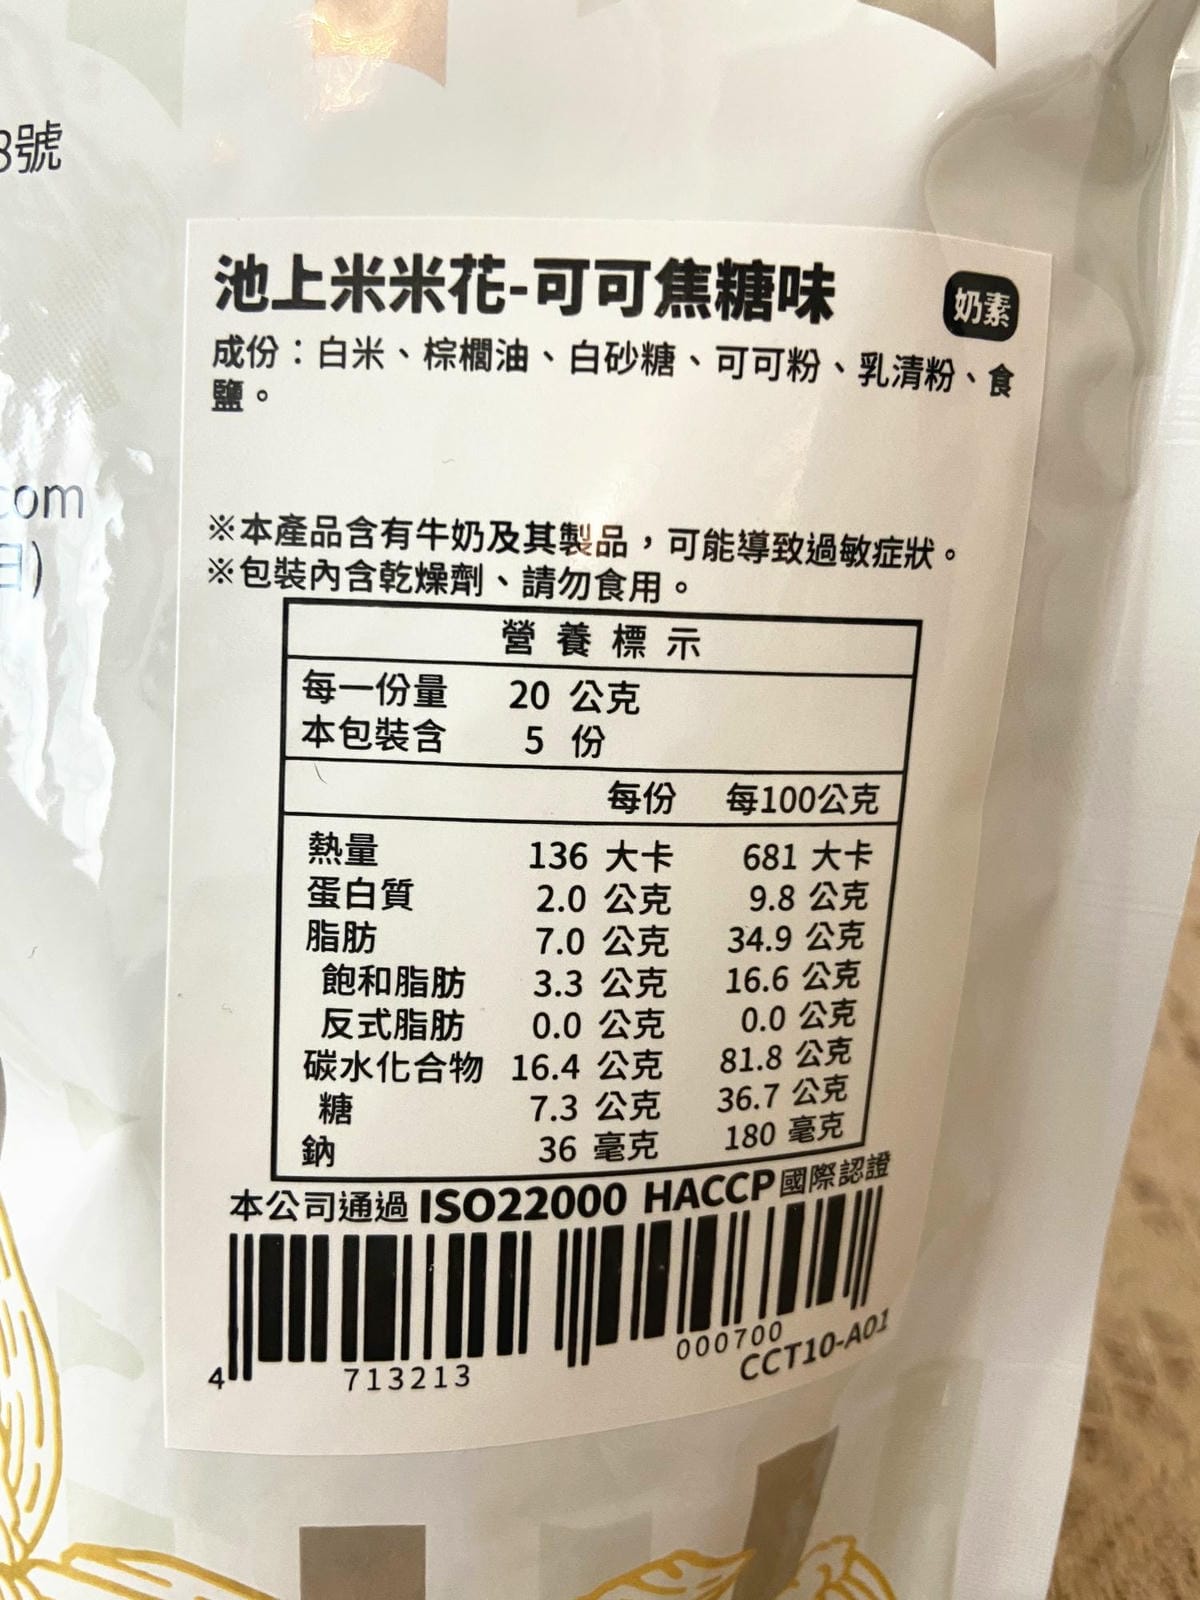 8號
com
日)
池上米米花-可可焦糖味
奶素
成份：白米、棕櫚油、白砂糖、可可粉、乳清粉、食
鹽。
※本產品含有牛奶及其製品，可能導致過敏症狀。
※包裝內含乾燥劑、請勿食用。
營養標示
每一份量 20 公克
本包裝含 5 份
每份 每100公克
熱量 136 大卡 681 大卡
蛋白質 2.0 公克 9.8 公克
脂肪 7.0 公克 34.9 公克
飽和脂肪 3.3 公克 16.6 公克
反式脂肪 0.0 公克 0.0 公克
碳水化合物 16.4 公克 81.8 公克
糖 7.3 公克 36.7 公克
鈉 36 毫克 180 毫克
本公司通過 ISO22000 HACCP國際認證
4 713213 000700
CCT10-A01